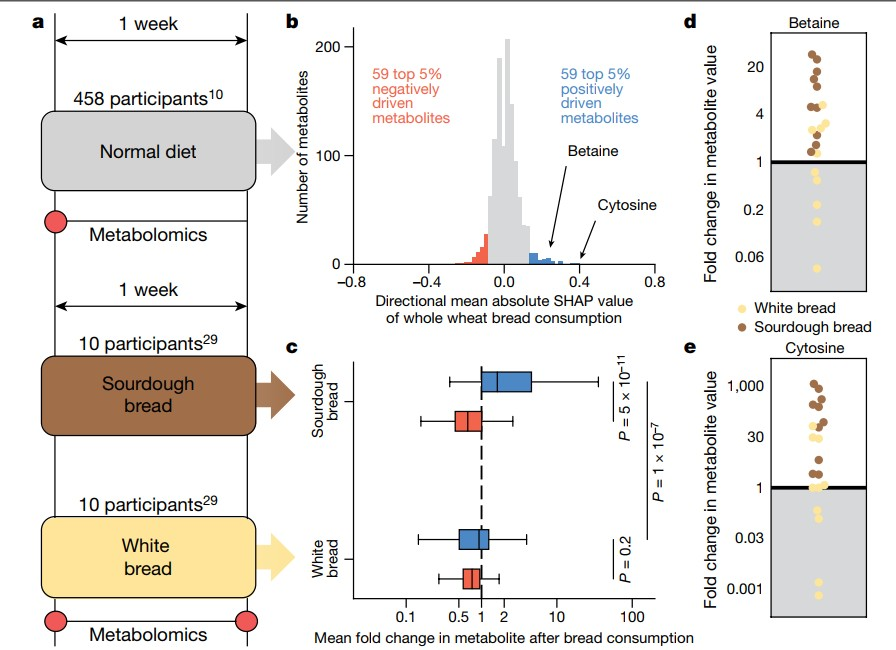 a
1 week
458 participants10
Normal diet
Metabolomics
1 week
10 participants29
Sourdough
bread
10 participants29
White
bread
Metabolomics
b
Number of metabolites
200
100
0
59 top 5%
negatively
driven
metabolites
59 top 5%
positively
driven
metabolites
Betaine
Cytosine
−0.8
−0.4
0.0
0.4
0.8
Directional mean absolute SHAP value
of whole wheat bread consumption
c
Sourdough
bread
White
bread
P = 5 × 10−11
P = 1 × 10−7
P = 0.2
0.1
0.5
1
2
10
100
Mean fold change in metabolite after bread consumption
d
Betaine
Fold change in metabolite value
20
4
1
0.2
0.06
White bread
Sourdough bread
e
Cytosine
Fold change in metabolite value
1,000
30
1
0.03
0.001